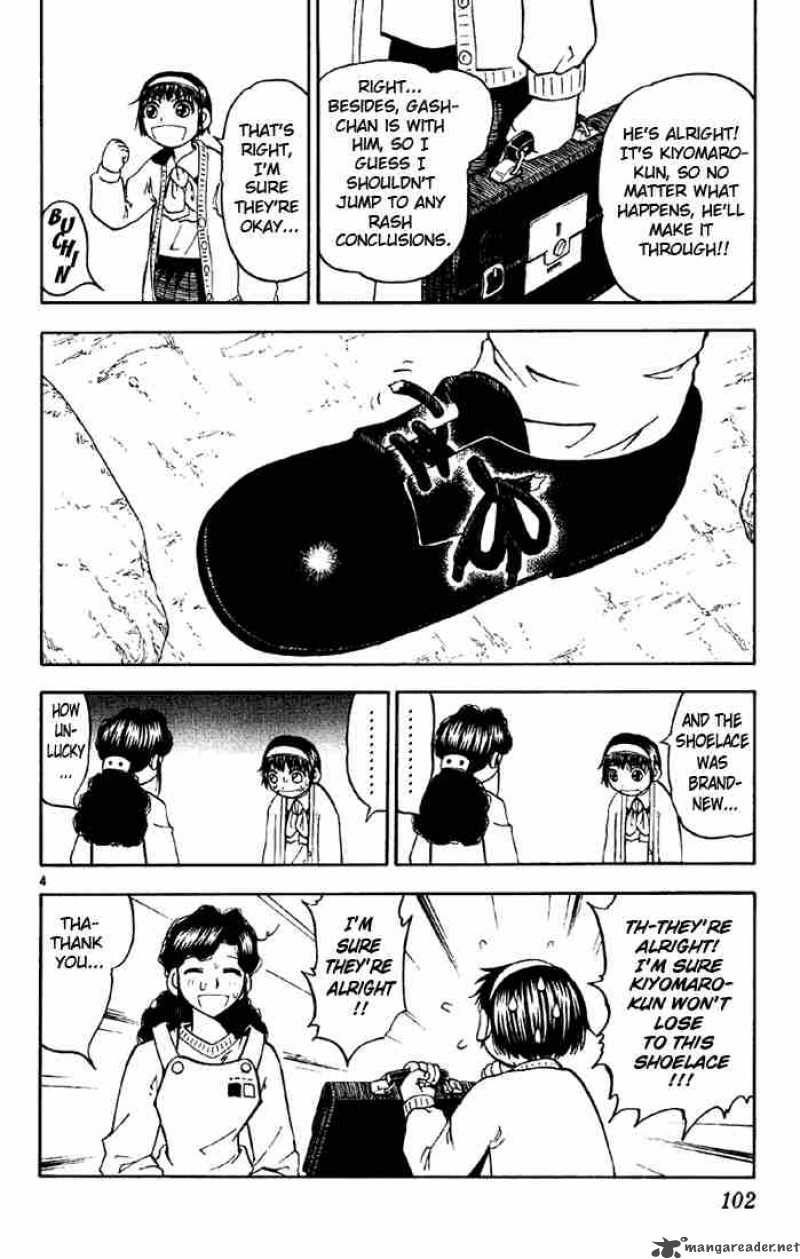 HE'S ALRIGHT!
IT'S KIYOMARO-
KUN, SO NO
MATTER WHAT
HAPPENS, HE'LL
MAKE IT
THROUGH!!
RIGHT...
BESIDES, GASH-
CHAN IS WITH
HIM, SO I
GUESS I
SHOULDN'T
JUMP TO ANY
RASH
CONCLUSIONS.
THAT'S
RIGHT,
I'M
SURE
THEY'RE
OKAY...
BUCHIN
AND THE
SHOELACE
WAS
BRAND-
NEW...
........
........
HOW
UN-
LUCKY
...
4
TH-THEY'RE
ALRIGHT!
I'M SURE
KIYOMARO-
KUN WON'T
LOSE
TO THIS
SHOELACE
!!!
I'M
SURE
THEY'RE
ALRIGHT
!!
THA-
THANK
YOU...
102
mangareader.net